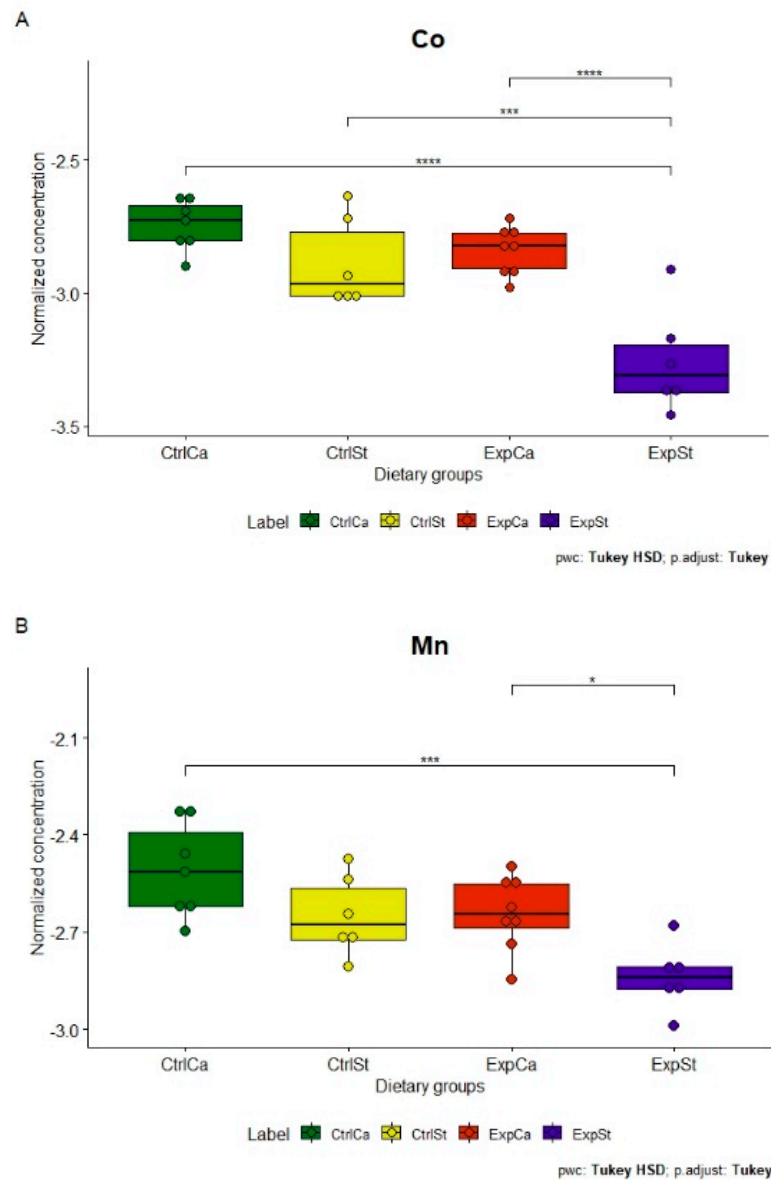 A
Co
****
***
****
-2.5
-3.0
-3.5
Normalized concentration
CtrlCa CtrlSt ExpCa ExpSt
Dietary groups
Label CtrlCa CtrlSt ExpCa ExpSt
pwc: Tukey HSD; p.adjust: Tukey
B
Mn
*
***
-2.1
-2.4
-2.7
-3.0
Normalized concentration
CtrlCa CtrlSt ExpCa ExpSt
Dietary groups
Label CtrlCa CtrlSt ExpCa ExpSt
pwc: Tukey HSD; p.adjust: Tukey